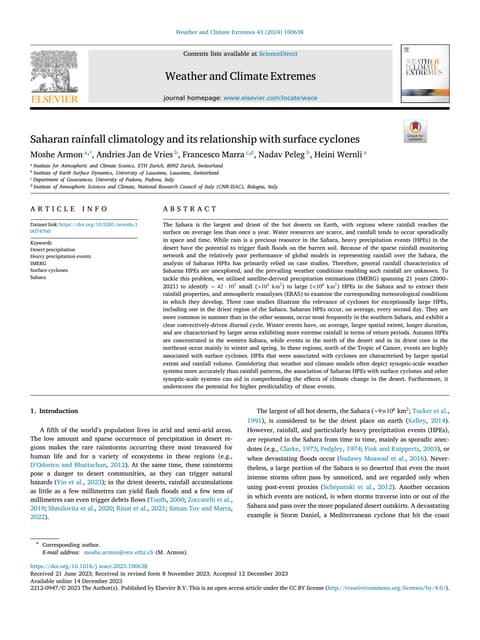 Weather and Climate Extremes 43 (2024) 100638
Contents lists available at ScienceDirect
Weather and Climate Extremes
journal homepage: www.elsevier.com/locate/wace
ELSEVIER
WEATHER
AND CLIMATE
EXTREMES
Check for
updates
Saharan rainfall climatology and its relationship with surface cyclones
Moshe Armon a,*, Andries Jan de Vries b, Francesco Marra c,d, Nadav Peleg b, Heini Wernli a
a Institute for Atmospheric and Climate Science, ETH Zurich, 8092 Zurich, Switzerland
b Institute of Earth Surface Dynamics, University of Lausanne, Lausanne, Switzerland
c Department of Geosciences, University of Padova, Padova, Italy
d Institute of Atmospheric Sciences and Climate, National Research Council of Italy (CNR-ISAC), Bologna, Italy
ARTICLE INFO
Dataset link: https://doi.org/10.5281/zenodo.1
0074760
Keywords:
Desert precipitation
Heavy precipitation events
IMERG
Surface cyclones
Sahara
ABSTRACT
The Sahara is the largest and driest of the hot deserts on Earth, with regions where rainfall reaches the
surface on average less than once a year. Water resources are scarce, and rainfall tends to occur sporadically
in space and time. While rain is a precious resource in the Sahara, heavy precipitation events (HPEs) in the
desert have the potential to trigger flash floods on the barren soil. Because of the sparse rainfall monitoring
network and the relatively poor performance of global models in representing rainfall over the Sahara, the
analysis of Saharan HPEs has primarily relied on case studies. Therefore, general rainfall characteristics of
Saharan HPEs are unexplored, and the prevailing weather conditions enabling such rainfall are unknown. To
tackle this problem, we utilised satellite-derived precipitation estimations (IMERG) spanning 21 years (2000–
2021) to identify ∼ 42 ⋅ 10³ small (>10³ km²) to large (<10⁶ km²) HPEs in the Sahara and to extract their
rainfall properties, and atmospheric reanalyses (ERA5) to examine the corresponding meteorological conditions
in which they develop. Three case studies illustrate the relevance of cyclones for exceptionally large HPEs,
including one in the driest region of the Sahara. Saharan HPEs occur, on average, every second day. They are
more common in summer than in the other seasons, occur most frequently in the southern Sahara, and exhibit a
clear convectively-driven diurnal cycle. Winter events have, on average, larger spatial extent, longer duration,
and are characterised by larger areas exhibiting more extreme rainfall in terms of return periods. Autumn HPEs
are concentrated in the western Sahara, while events in the north of the desert and in its driest core in the
northeast occur mainly in winter and spring. In these regions, north of the Tropic of Cancer, events are highly
associated with surface cyclones. HPEs that were associated with cyclones are characterised by larger spatial
extent and rainfall volume. Considering that weather and climate models often depict synoptic-scale weather
systems more accurately than rainfall patterns, the association of Saharan HPEs with surface cyclones and other
synoptic-scale systems can aid in comprehending the effects of climate change in the desert. Furthermore, it
underscores the potential for higher predictability of these events.
1. Introduction
A fifth of the world's population lives in arid and semi-arid areas.
The low amount and sparse occurrence of precipitation in desert re-
gions makes the rare rainstorms occurring there most treasured for
human life and for a variety of ecosystems in these regions (e.g.,
D'Odorico and Bhattachan, 2012). At the same time, these rainstorms
pose a danger to desert communities, as they can trigger natural
hazards (Yin et al., 2023); in the driest deserts, rainfall accumulations
as little as a few millimetres can yield flash floods and a few tens of
millimetres can even trigger debris flows (Tooth, 2000; Zoccatelli et al.,
2019; Shmilovitz et al., 2020; Rinat et al., 2021; Siman-Tov and Marra,
2022).
The largest of all hot deserts, the Sahara (∼9×10⁶ km²; Tucker et al.,
1991), is considered to be the driest place on earth (Kelley, 2014).
However, rainfall, and particularly heavy precipitation events (HPEs),
are reported in the Sahara from time to time, mainly as sporadic anec-
dotes (e.g., Clarke, 1973; Pedgley, 1974; Fink and Knippertz, 2003), or
when devastating floods occur (Badawy Moawad et al., 2016). Never-
theless, a large portion of the Sahara is so deserted that even the most
intense storms often pass by unnoticed, and are regarded only when
using post-event proxies (Schepanski et al., 2012). Another occasion
in which events are noticed, is when storms traverse into or out of the
Sahara and pass over the more populated desert outskirts. A devastating
example is Storm Daniel, a Mediterranean cyclone that hit the coast
* Corresponding author.
E-mail address: moshe.armon@env.ethz.ch (M. Armon).
https://doi.org/10.1016/j.wace.2023.100638
Received 21 June 2023; Received in revised form 8 November 2023; Accepted 12 December 2023
Available online 14 December 2023
2212-0947/© 2023 The Author(s). Published by Elsevier B.V. This is an open access article under the CC BY license (http://creativecommons.org/licenses/by/4.0/).